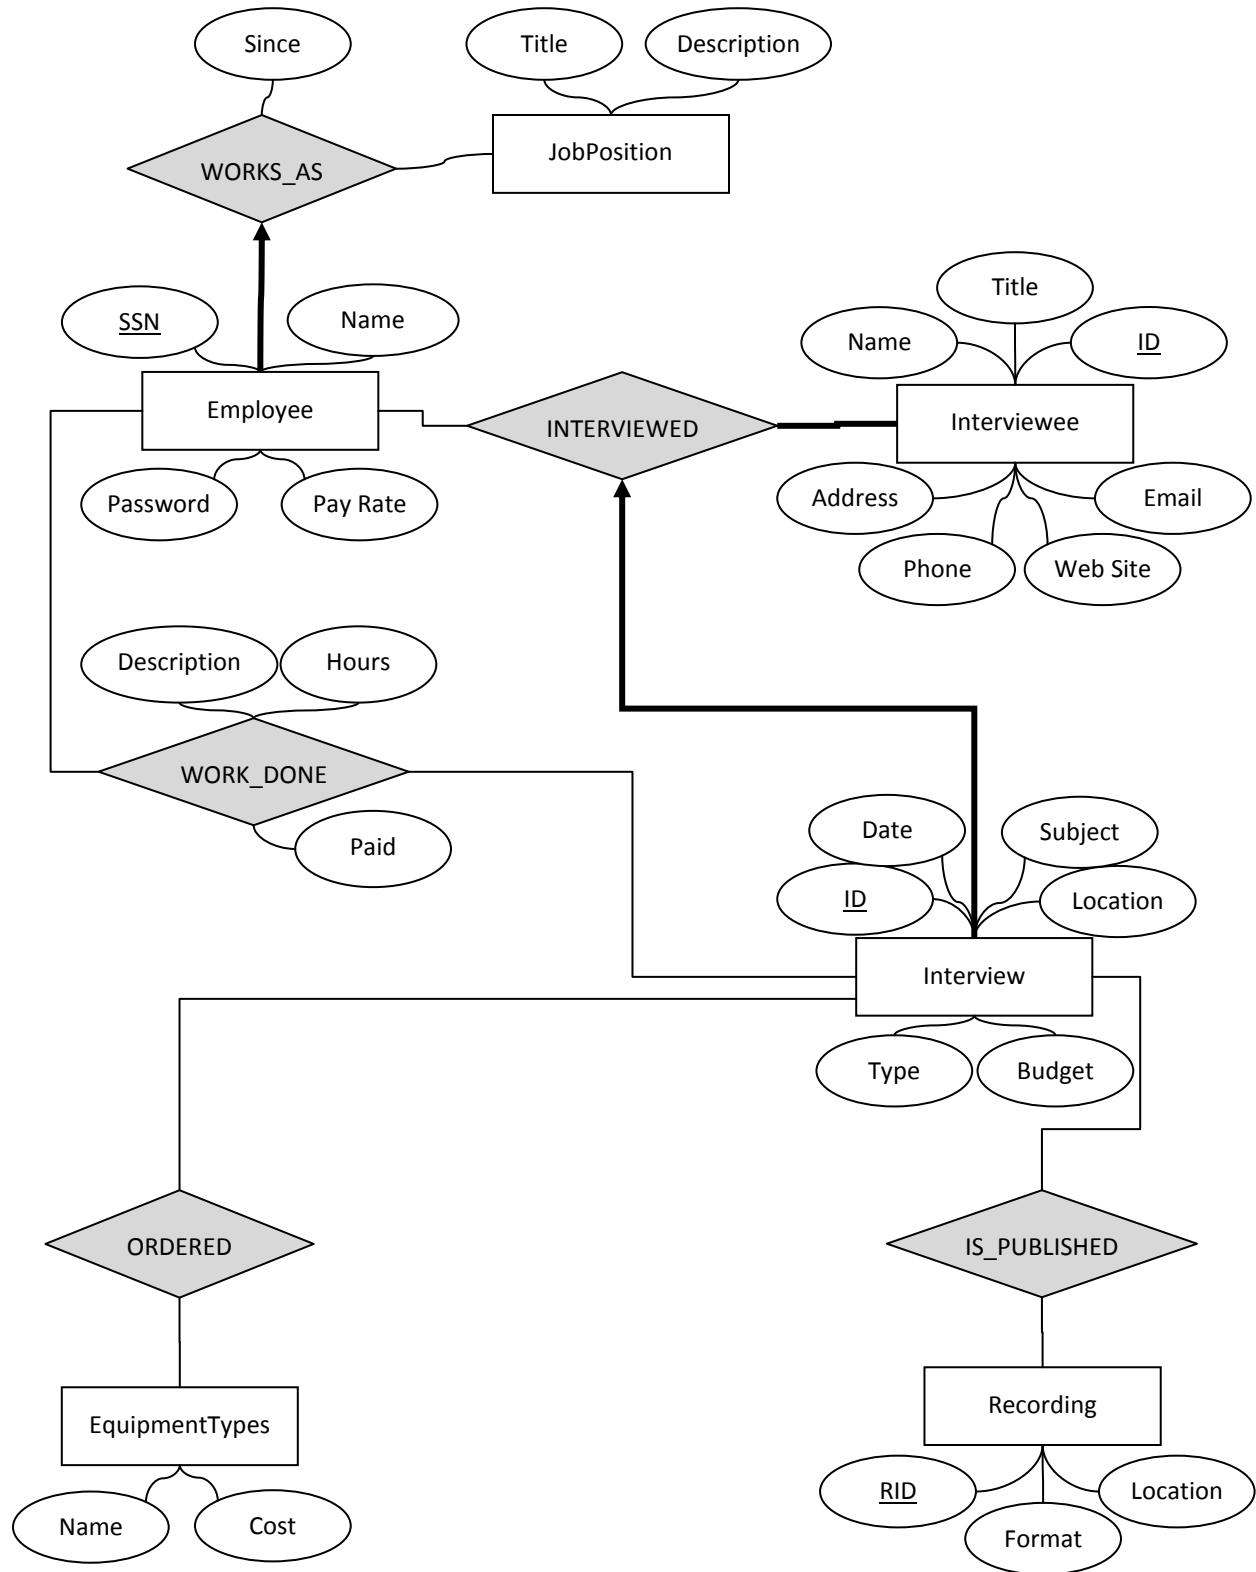 Since
Title
Description
JobPosition
WORKS_AS
SSN
Name
Employee
Password
Pay Rate
INTERVIEWED
Title
Name
ID
Interviewee
Address
Email
Phone
Web Site
Description
Hours
WORK_DONE
Paid
Date
Subject
ID
Location
Interview
Type
Budget
ORDERED
IS_PUBLISHED
EquipmentTypes
Name
Cost
Recording
RID
Location
Format